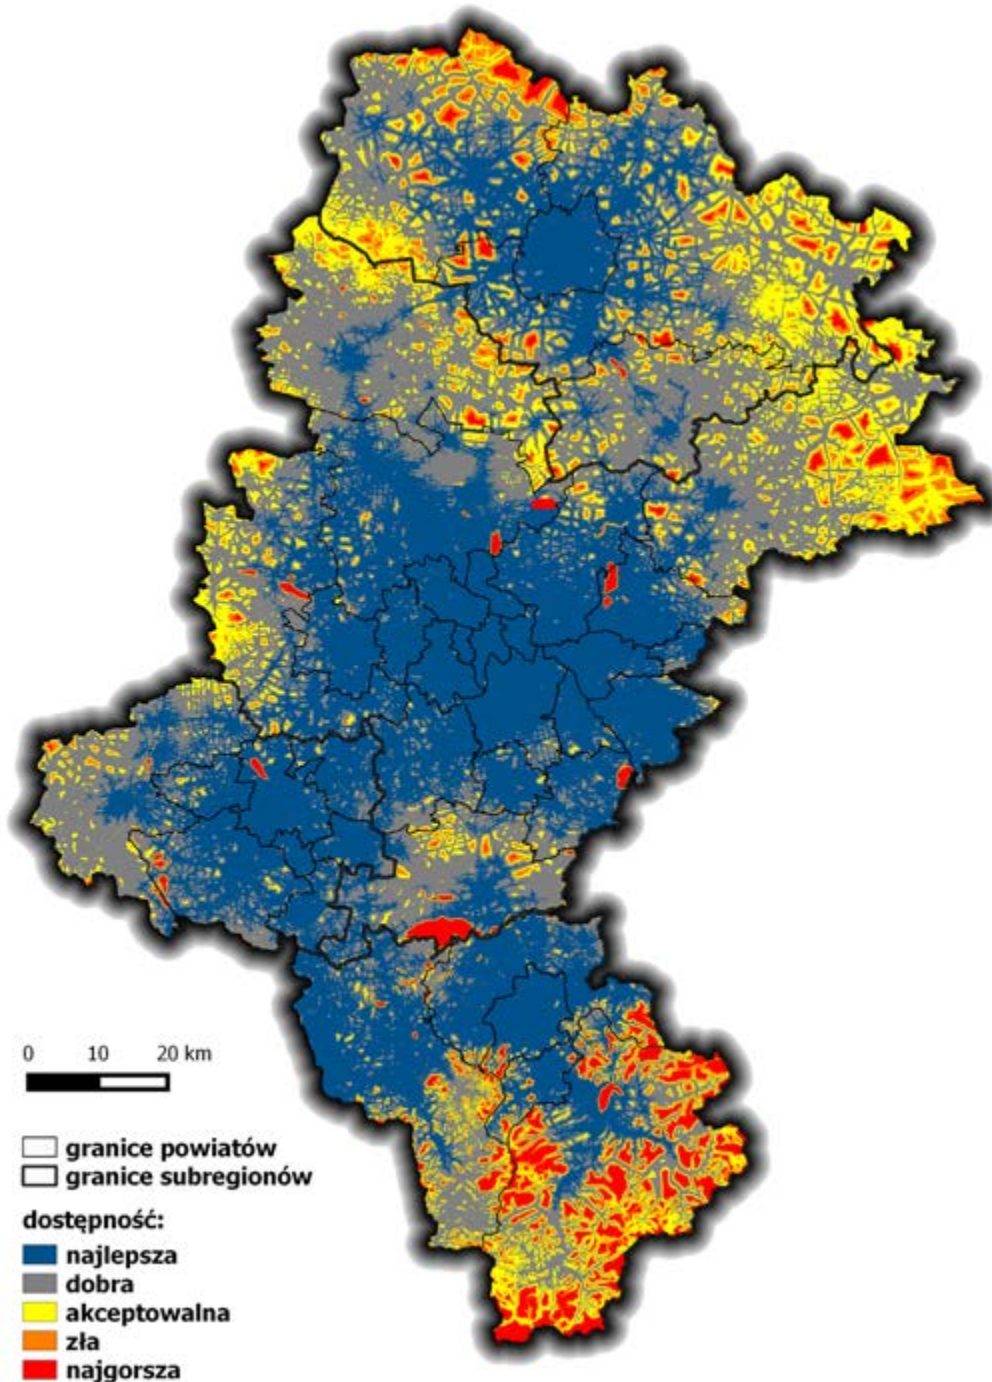 0 10 20 km
granice powiatów
granice subregionów
dostępność:
najlepsza
dobra
akceptowalna
zła
najgorsza